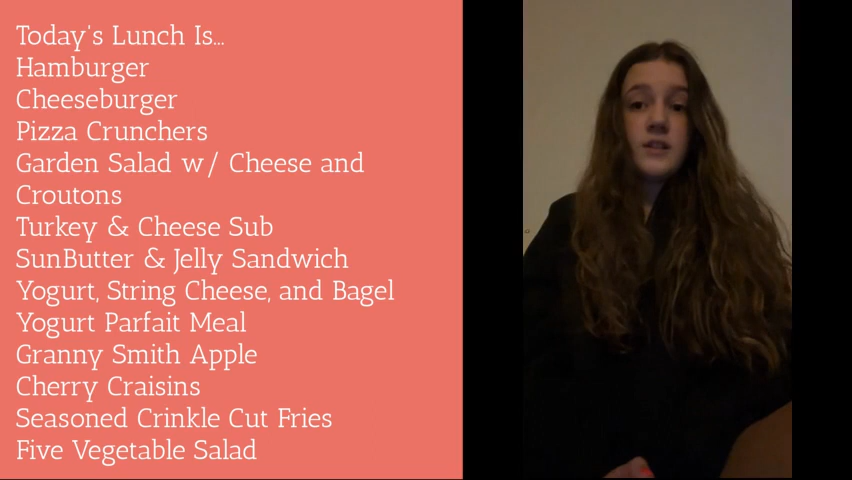 Today's Lunch Is...
Hamburger
Cheeseburger
Pizza Crunchers
Garden Salad w/ Cheese and
Croutons
Turkey & Cheese Sub
SunButter & Jelly Sandwich
Yogurt, String Cheese, and Bagel
Yogurt Parfait Meal
Granny Smith Apple
Cherry Craisins
Seasoned Crinkle Cut Fries
Five Vegetable Salad